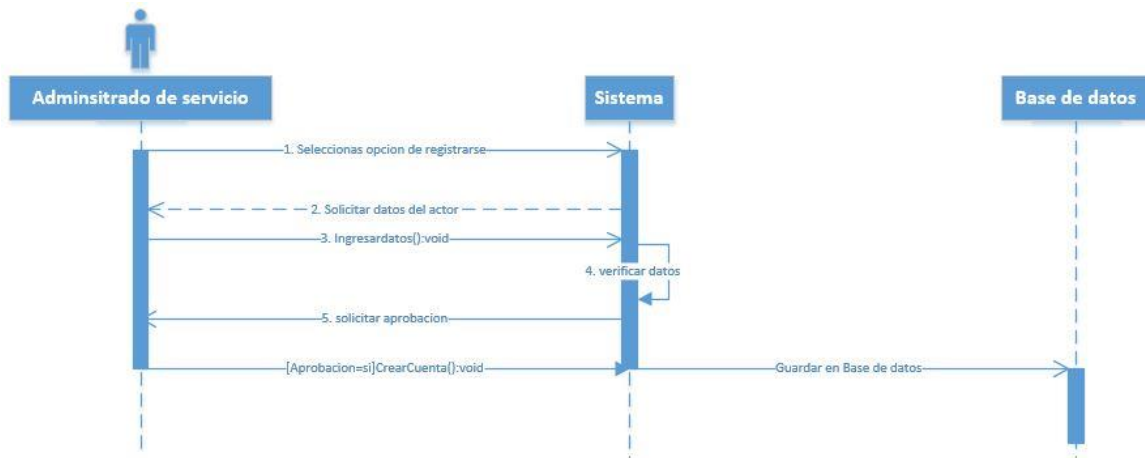 Adminsitrado de servicio
Sistema
Base de datos
1. Seleccionas opcion de registrarse
2. Solicitar datos del actor
3. Ingresardatos():void
4. verificar datos
5. solicitar aprobacion
[Aprobacion=si]CrearCuenta():void
Guardar en Base de datos